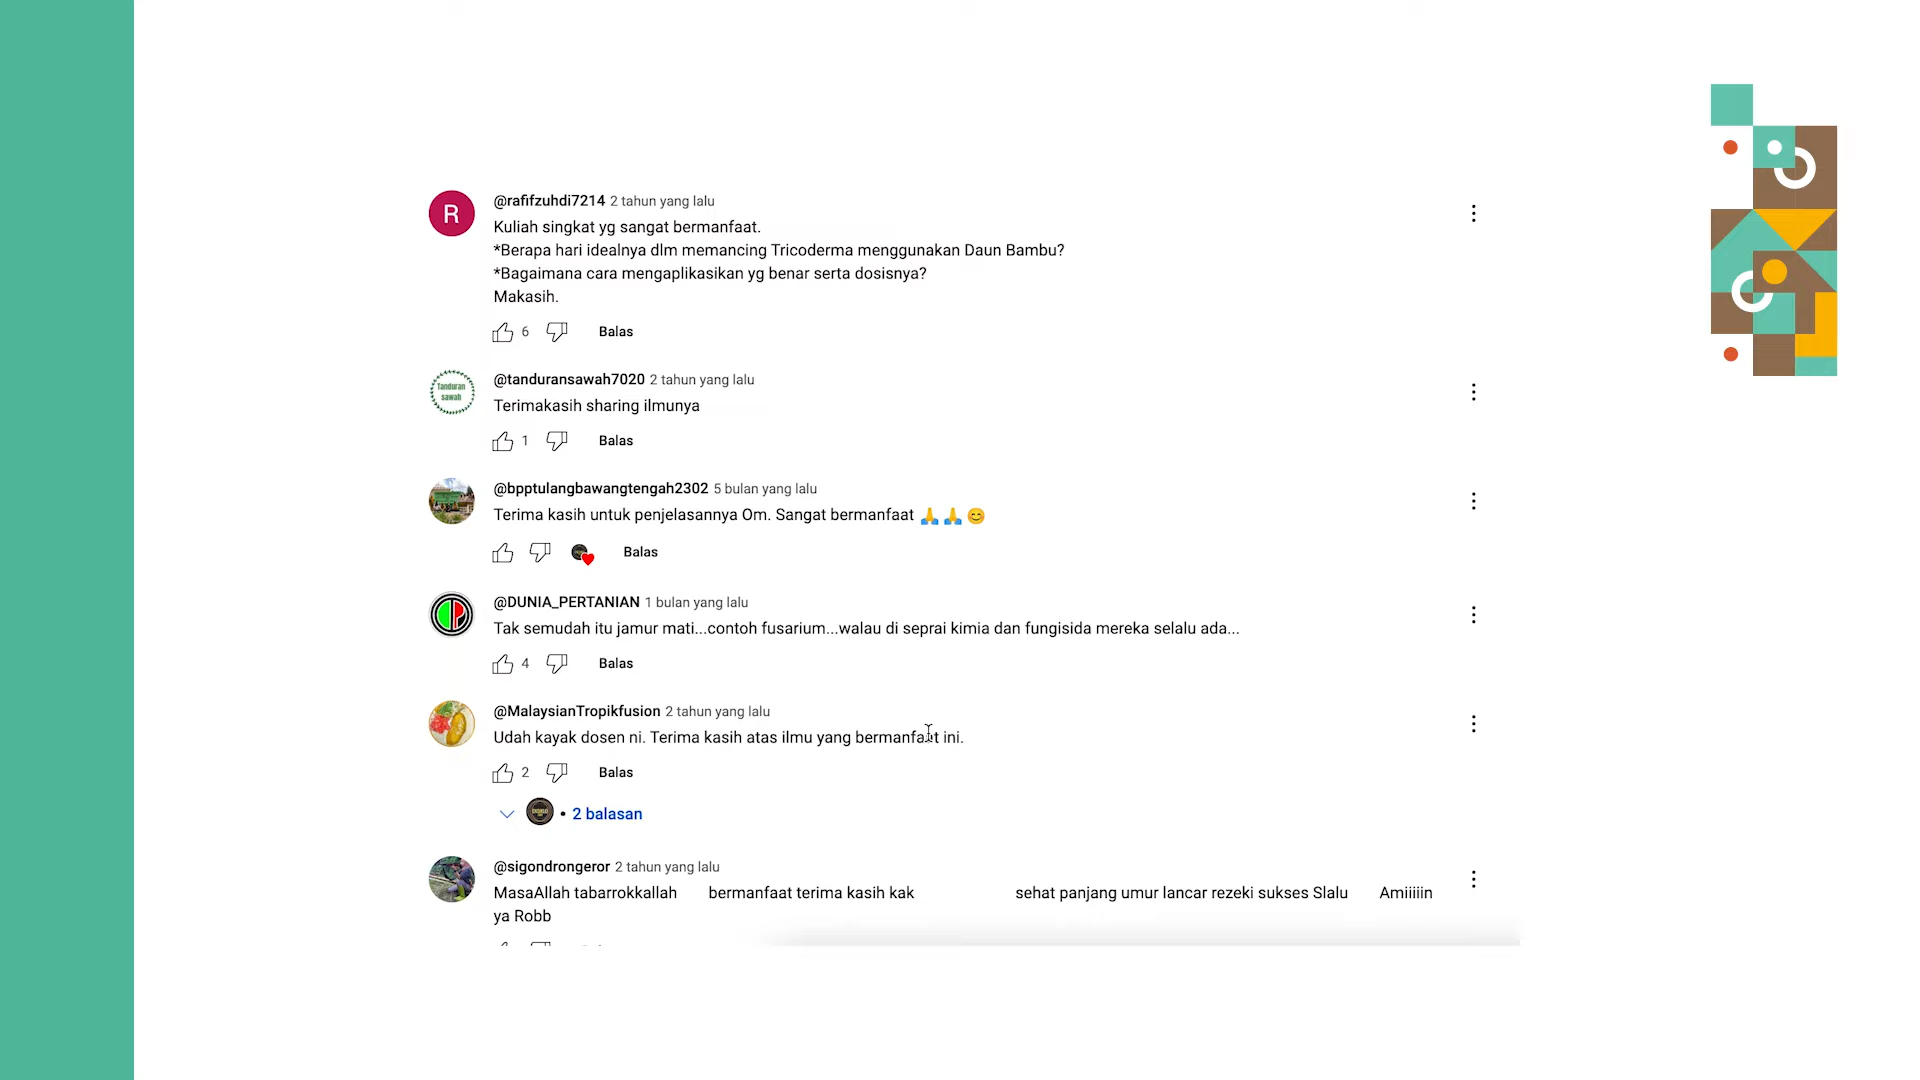 R
@rafifzuhdi7214 2 tahun yang lalu
Kuliah singkat yg sangat bermanfaat.
*Berapa hari idealnya dlm memancing Tricoderma menggunakan Daun Bambu?
*Bagaimana cara mengaplikasikan yg benar serta dosisnya?
Makasih.
6 Balas
Tanduran
sawah
@tanduransawah7020 2 tahun yang lalu
Terimakasih sharing ilmunya
1 Balas
@bpptulangbawangtengah2302 5 bulan yang lalu
Terima kasih untuk penjelasannya Om. Sangat bermanfaat 🙏 🙏 😊
Balas
@DUNIA_PERTANIAN 1 bulan yang lalu
Tak semudah itu jamur mati...contoh fusarium...walau di seprai kimia dan fungisida mereka selalu ada...
4 Balas
@MalaysianTropikfusion 2 tahun yang lalu
Udah kayak dosen ni. Terima kasih atas ilmu yang bermanfaat ini.
2 Balas
• 2 balasan
@sigondrongeror 2 tahun yang lalu
MasaAllah tabarrokkallah bermanfaat terima kasih kak sehat panjang umur lancar rezeki sukses Slalu Amiiiiin
ya Robb